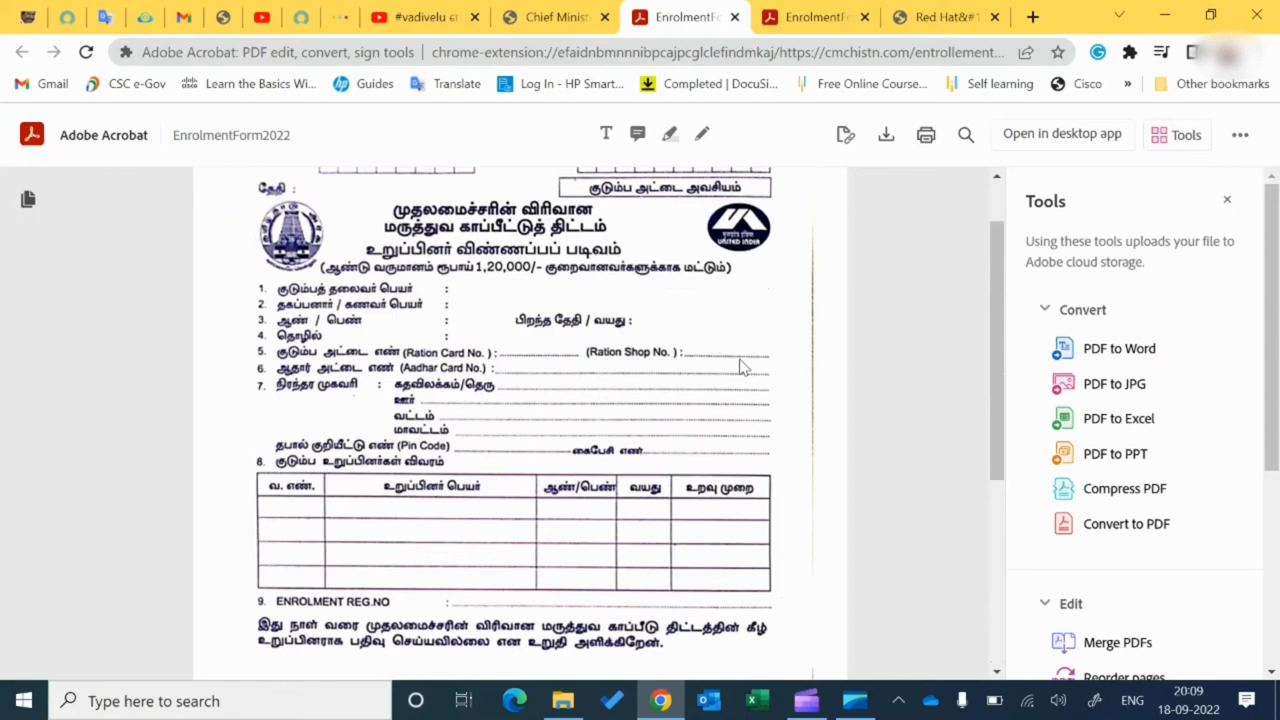 #vadivelu எ
Chief Minist
EnrolmentFo
EnrolmentFo
Red Hat&#1
Adobe Acrobat: PDF edit, convert, sign tools | chrome-extension://efaidnbmnnnibpcajpcglclefindmkaj/https://cmchistn.com/entrollement...
Gmail CSC e-Gov Learn the Basics Wi... Guides Translate Log In - HP Smart... Completed | DocuSi... Free Online Course... Self learning Cisco » Other bookmarks
Adobe Acrobat EnrolmentForm2022 Open in desktop app Tools
தேதி :
குடும்ப அட்டை அவசியம்
முதலமைச்சரின் விரிவான
மருத்துவ காப்பீட்டுத் திட்டம்
UNITED INDIA
உறுப்பினர் விண்ணப்பப் படிவம்
(ஆண்டு வருமானம் ரூபாய் 1,20,000/- குறைவானவர்களுக்காக மட்டும்)
1. குடும்பத் தலைவர் பெயர் :
2. தகப்பனார் / கணவர் பெயர் :
3. ஆண் / பெண் : பிறந்த தேதி / வயது :
4. தொழில் :
5. குடும்ப அட்டை எண் (Ration Card No. ) : (Ration Shop No. ) :
6. ஆதார் அட்டை எண் (Aadhar Card No.) :
7. நிரந்தர முகவரி : கதவிலக்கம்/தெரு
ஊர்
வட்டம்
மாவட்டம்
தபால் குறியீட்டு எண் (Pin Code) கைபேசி எண்
8. குடும்ப உறுப்பினர்கள் விவரம்
வ. எண். உறுப்பினர் பெயர் ஆண்/பெண் வயது உறவு முறை
9. ENROLMENT REG.NO :
இது நாள் வரை முதலமைச்சரின் விரிவான மருத்துவ காப்பீடு திட்டத்தின் கீழ்
உறுப்பினராக பதிவு செய்யவில்லை என உறுதி அளிக்கிறேன்.
Tools
Using these tools uploads your file to
Adobe cloud storage.
Convert
PDF to Word
PDF to JPG
PDF to Excel
PDF to PPT
Compress PDF
Convert to PDF
Edit
Merge PDFs
Reorder pages
Type here to search
ENG
20:09
18-09-2022